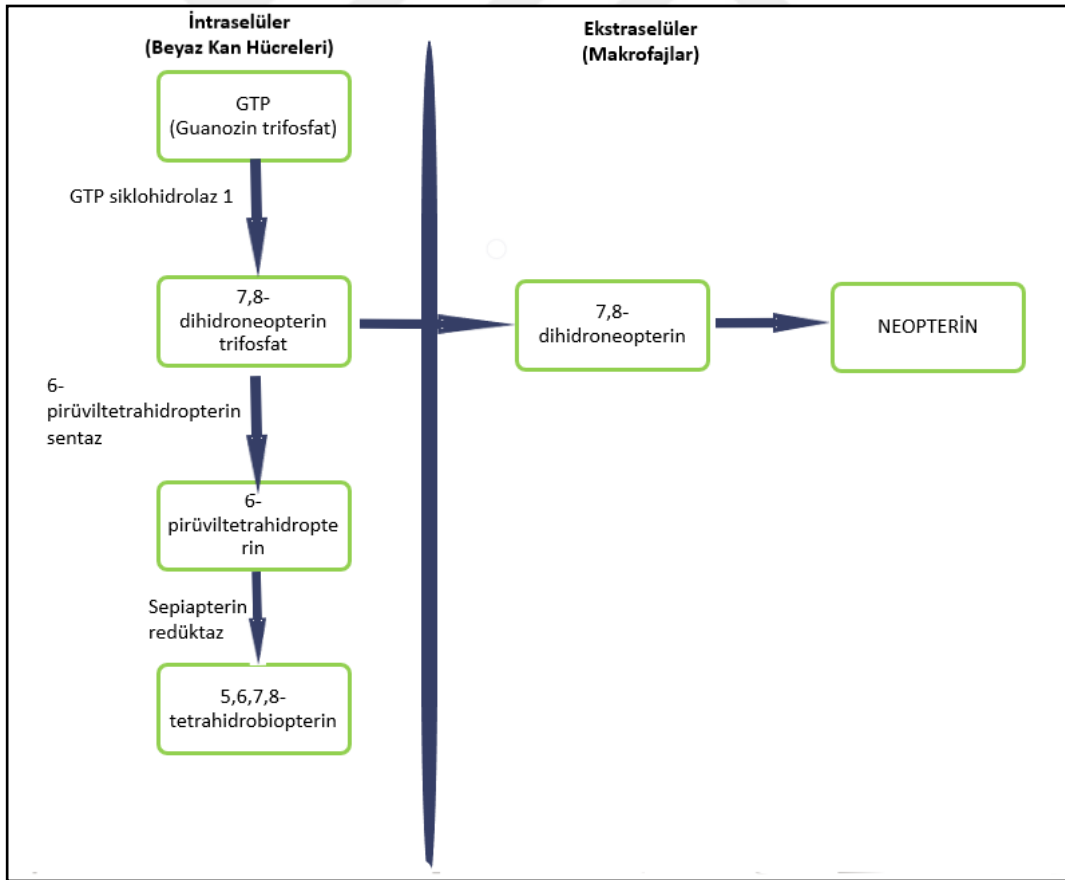 İntraselüler
(Beyaz Kan Hücreleri)
Ekstraselüler
(Makrofajlar)
GTP
(Guanozin trifosfat)
GTP siklohidrolaz 1
7,8-
dihidroneopterin
trifosfat
7,8-
dihidroneopterin
NEOPTERİN
6-
pirüviltetrahidropterin
sentaz
6-
pirüviltetrahidropte
rin
Sepiapterin
redüktaz
5,6,7,8-
tetrahidrobiopterin